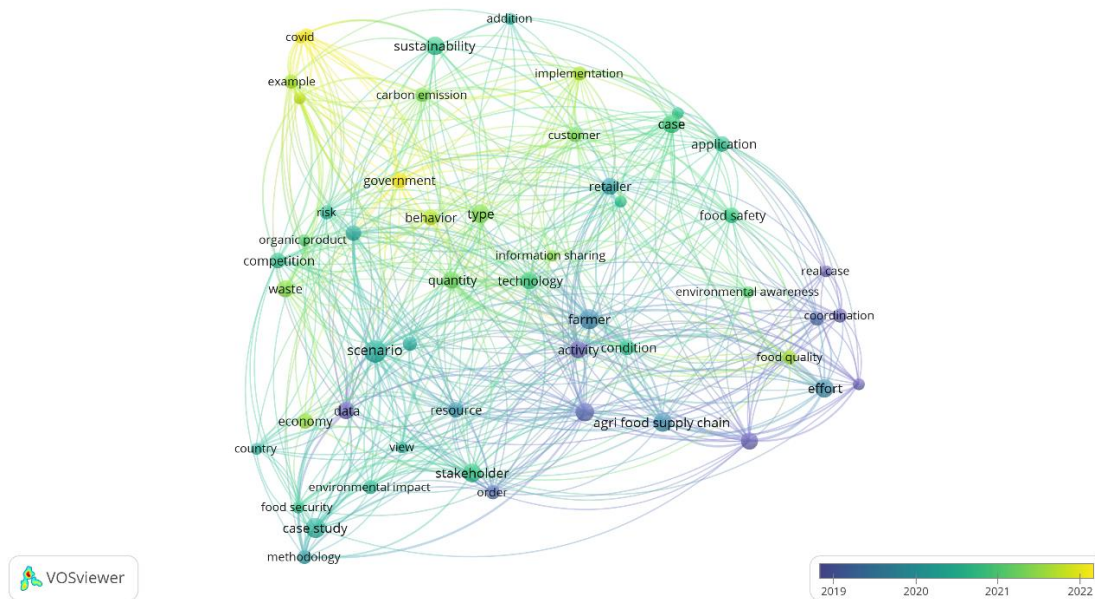 addition
covid
sustainability
example
implementation
carbon emission
case
customer
application
government
retailer
risk
behavior
type
food safety
organic product
competition
information sharing
real case
waste
quantity
technology
environmental awareness
farmer
coordination
scenario
activity
condition
food quality
effort
data
resource
economy
agri food supply chain
country
view
stakeholder
environmental impact
order
food security
case study
methodology
VOSviewer
2019 2020 2021 2022